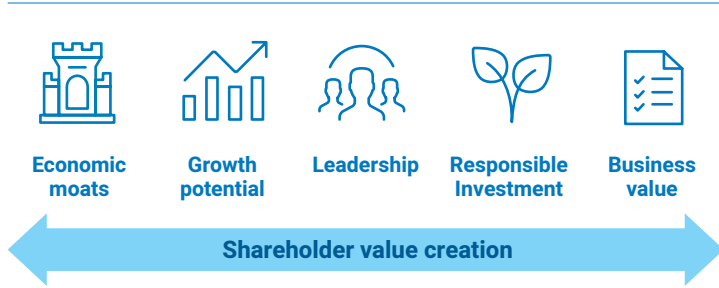 Economic
moats
Growth
potential
Leadership
Responsible
Investment
Business
value
Shareholder value creation